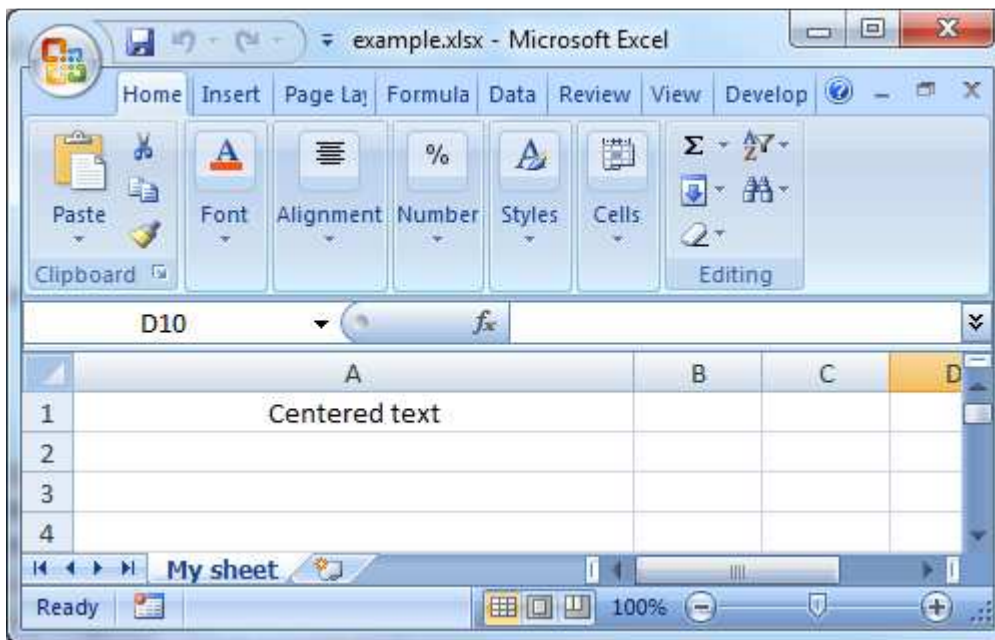 example.xlsx - Microsoft Excel
Home Insert Page Lay Formula Data Review View Develop
Paste Font Alignment Number Styles Cells
Clipboard Editing
D10 fx
A B C D
1 Centered text
2
3
4
My sheet
Ready 100%